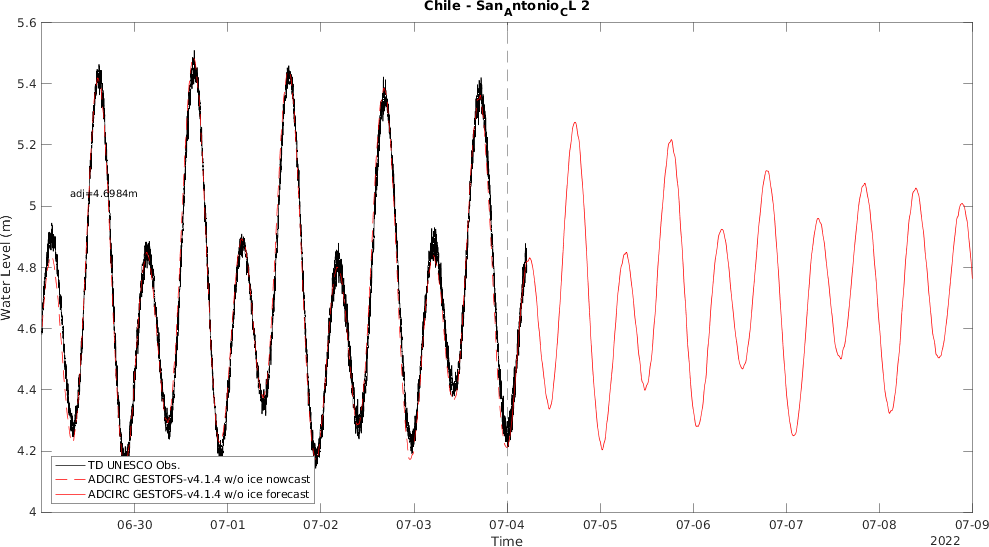 Chile - San_Antonio_CL 2
5.6
5.4
5.2
5
4.8
4.6
4.4
4.2
4
Water Level (m)
adj=4.6984m
TD UNESCO Obs.
ADCIRC GESTOFS-v4.1.4 w/o ice nowcast
ADCIRC GESTOFS-v4.1.4 w/o ice forecast
06-30
07-01
07-02
07-03
07-04
07-05
07-06
07-07
07-08
07-09
Time
2022